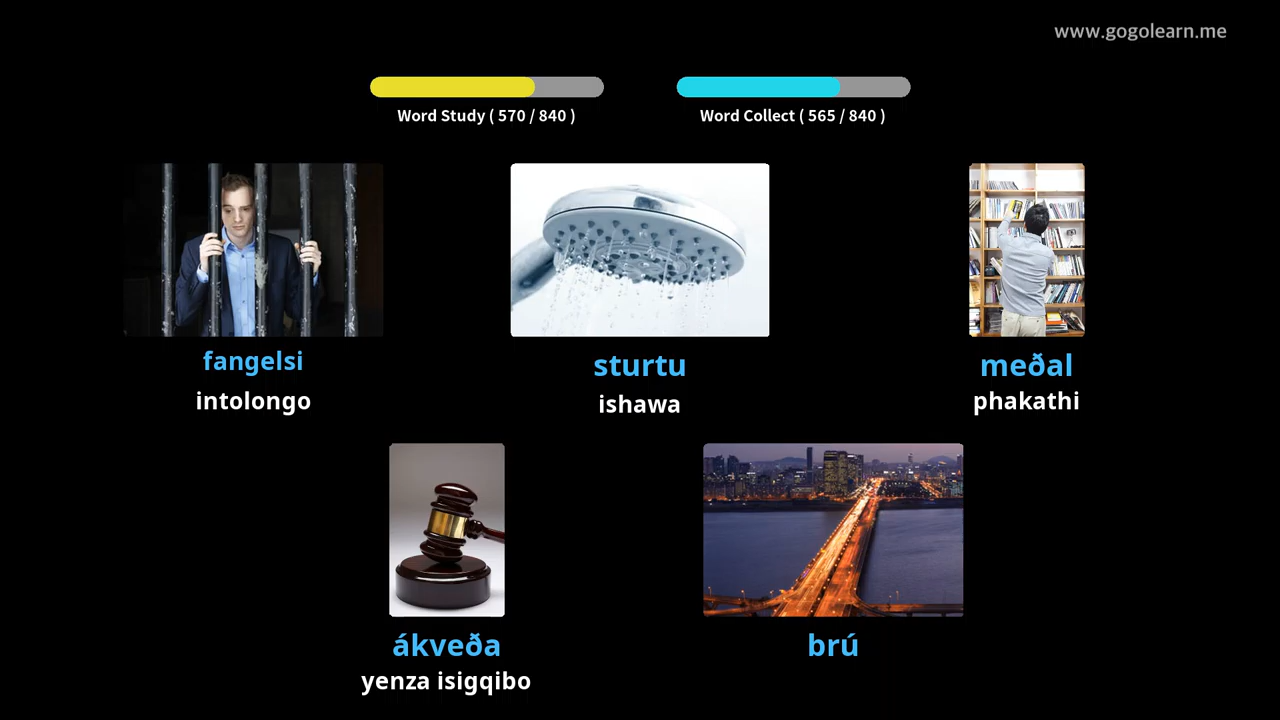 www.gogolearn.me
Word Study ( 570 / 840 )
Word Collect ( 565 / 840 )
fangelsi
intolongo
sturtu
ishawa
meðal
phakathi
ákveða
yenza isigqibo
brú